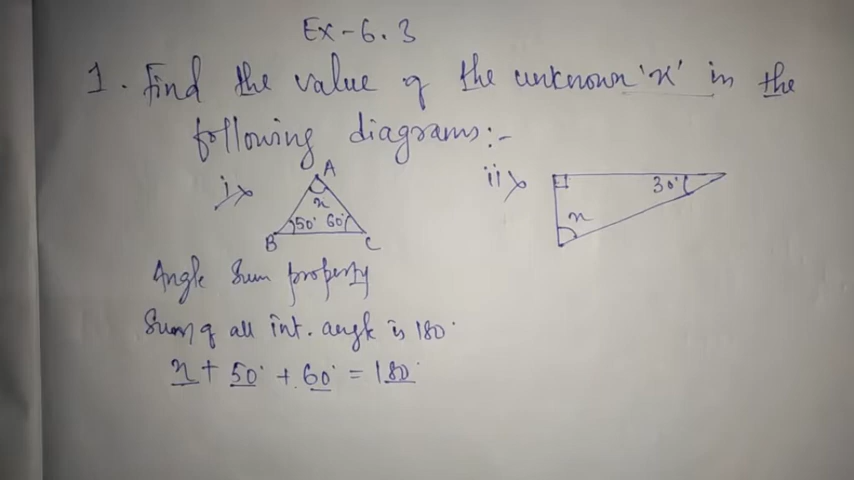 Ex-6.3
1. Find the value of the unknown 'x' in the
following diagrams:-
i> A x 50° 60° B C
ii> 30° x
Angle Sum property
Sum of all int. angle is 180°
x + 50° + 60° = 180°